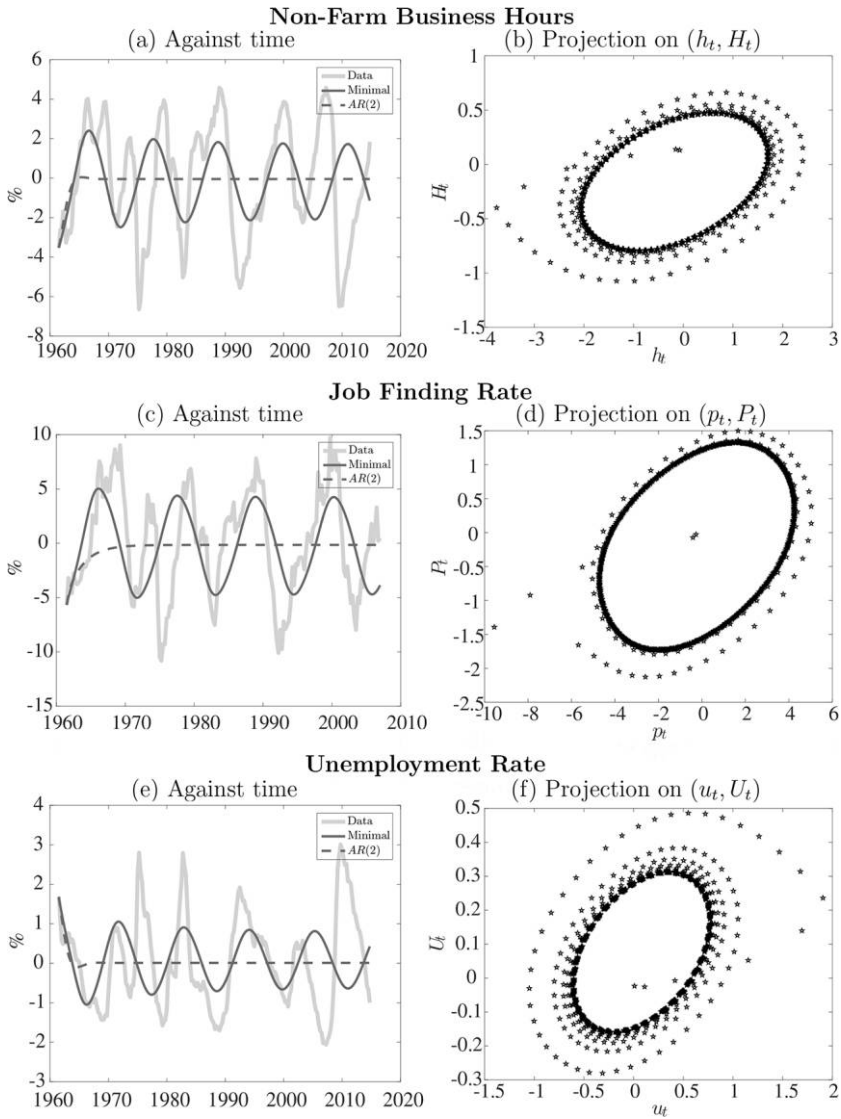 Non-Farm Business Hours
(a) Against time
(b) Projection on (h_t, H_t)
6
4
2
0
-2
-4
-6
-8
%
Data
Minimal
AR(2)
1960 1970 1980 1990 2000 2010 2020
1
0.5
0
-0.5
-1
-1.5
H_t
-4 -3 -2 -1 0 1 2 3
h_t
Job Finding Rate
(c) Against time
(d) Projection on (p_t, P_t)
10
5
0
-5
-10
-15
%
Data
Minimal
AR(2)
1960 1970 1980 1990 2000 2010
1.5
1
0.5
0
-0.5
-1
-1.5
-2
-2.5
P_t
-10 -8 -6 -4 -2 0 2 4 6
p_t
Unemployment Rate
(e) Against time
(f) Projection on (u_t, U_t)
4
3
2
1
0
-1
-2
-3
%
Data
Minimal
AR(2)
1960 1970 1980 1990 2000 2010 2020
0.5
0.4
0.3
0.2
0.1
0
-0.1
-0.2
-0.3
U_t
-1.5 -1 -0.5 0 0.5 1 1.5 2
u_t